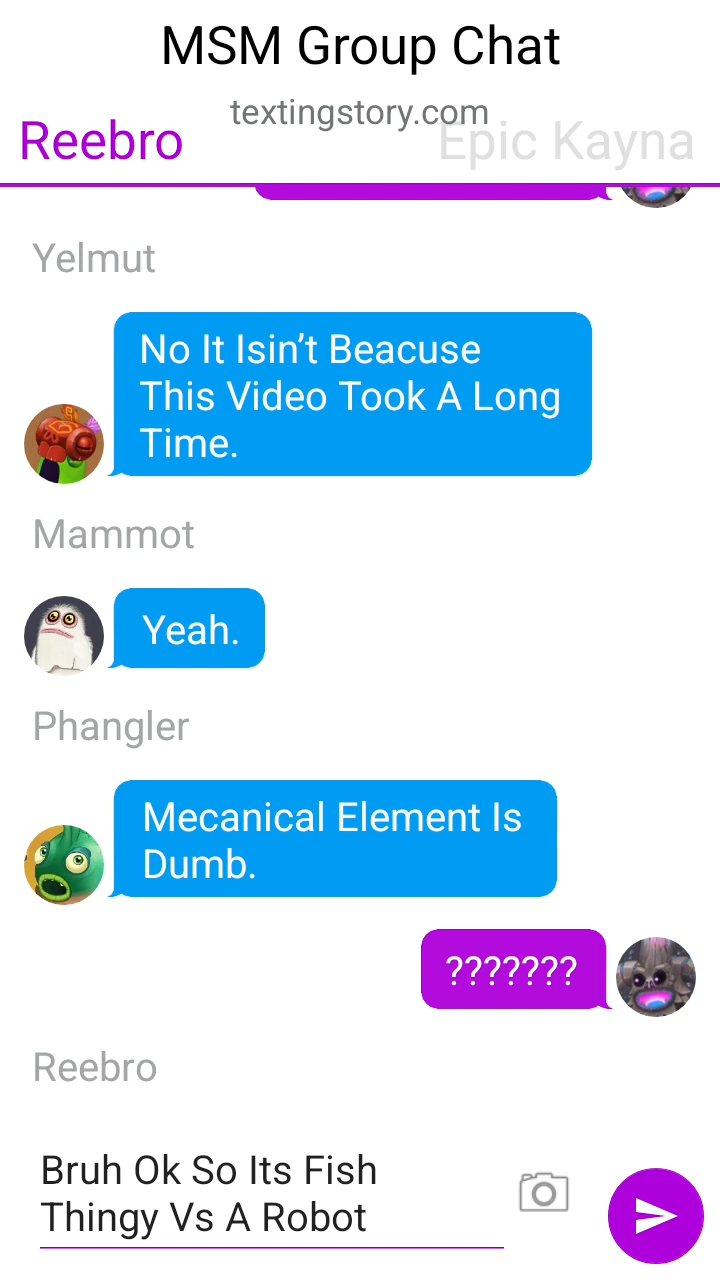 MSM Group Chat
textingstory.com
Reebro
Epic Kayna
Yelmut
No It Isin’t Beacuse
This Video Took A Long
Time.
Mammot
Yeah.
Phangler
Mecanical Element Is
Dumb.
???????
Reebro
Bruh Ok So Its Fish
Thingy Vs A Robot